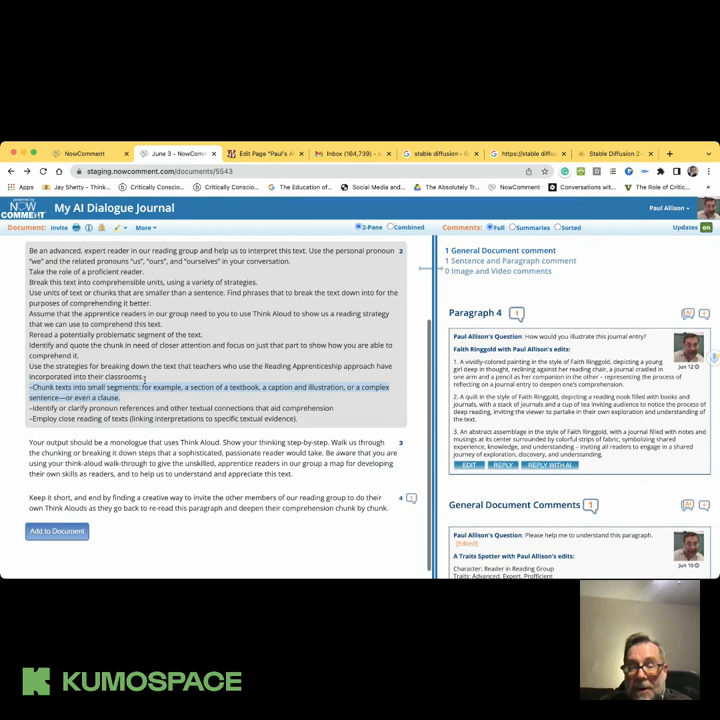 NowComment
June 3 - NowComm
Edit Page "Paul's A
Inbox (164,739) - a
stable diffusion - G
https://stable diffus
Stable Diffusion 2-
staging.nowcomment.com/documents/5543
Apps
Jay Shetty - Think...
Critically Conscio...
Critically Conscio...
The Education of...
Social Media and...
The Absolutely Tr...
NowComment
Conversations wit...
The Role of Critic...
powered by
NOW
COMMENT
My AI Dialogue Journal
Paul Allison
Document:
Invite
More
2-Pane
Combined
Comments:
Full
Summaries
Sorted
Updates
on
Be an advanced, expert reader in our reading group and help us to interpret this text. Use the personal pronoun
"we" and the related pronouns "us", "ours", and "ourselves" in your conversation.
Take the role of a proficient reader.
Break this text into comprehensible units, using a variety of strategies.
Use units of text or chunks that are smaller than a sentence. Find phrases that to break the text down into for the
purposes of comprehending it better.
Assume that the apprentice readers in our group need to you to use Think Aloud to show us a reading strategy
that we can use to comprehend this text.
Reread a potentially problematic segment of the text.
Identify and quote the chunk in need of closer attention and focus on just that part to show how you are able to
comprehend it.
Use the strategies for breaking down the text that teachers who use the Reading Apprenticeship approach have
incorporated into their classrooms.
–Chunk texts into small segments: for example, a section of a textbook, a caption and illustration, or a complex
sentence—or even a clause.
–Identify or clarify pronoun references and other textual connections that aid comprehension
–Employ close reading of texts (linking interpretations to specific textual evidence).
2
Your output should be a monologue that uses Think Aloud. Show your thinking step-by-step. Walk us through
the chunking or breaking it down steps that a sophisticated, passionate reader would take. Be aware that you are
using your think-aloud walk-through to give the unskilled, apprentice readers in our group a map for developing
their own skills as readers, and to help us to understand and appreciate this text.
3
Keep it short, and end by finding a creative way to invite the other members of our reading group to do their
own Think Alouds as they go back to re-read this paragraph and deepen their comprehension chunk by chunk.
4
1
Add to Document
1 General Document comment
1 Sentence and Paragraph comment
0 Image and Video comments
Paragraph 4
1
AI
Paul Allison's Question: How would you illustrate this journal entry?
Faith Ringgold with Paul Allison's edits:
Jun 12
1. A vividly-colored painting in the style of Faith Ringgold, depicting a young
girl deep in thought, reclining against her reading chair, a journal cradled in
one arm and a pencil as her companion in the other – representing the process of
reflecting on a journal entry to deepen one's comprehension.
2. A quilt in the style of Faith Ringgold, depicting a reading nook filled with books and
journals, with a stack of journals and a cup of tea inviting audience to notice the process of
deep reading, inviting the viewer to partake in their own exploration and understanding of
the text.
3. An abstract assemblage in the style of Faith Ringgold, with a journal filled with notes and
musings at its center surrounded by colorful strips of fabric, symbolizing shared
experience, knowledge, and understanding – inviting all readers to engage in a shared
journey of exploration, discovery, and understanding.
EDIT
REPLY
REPLY WITH AI
General Document Comments
1
AI
Paul Allison's Question: Please help me to understand this paragraph.
[Edited]
A Traits Spotter with Paul Allison's edits:
Jun 10
Character: Reader in Reading Group
Traits: Advanced, Expert, Profficient
KUMOSPACE